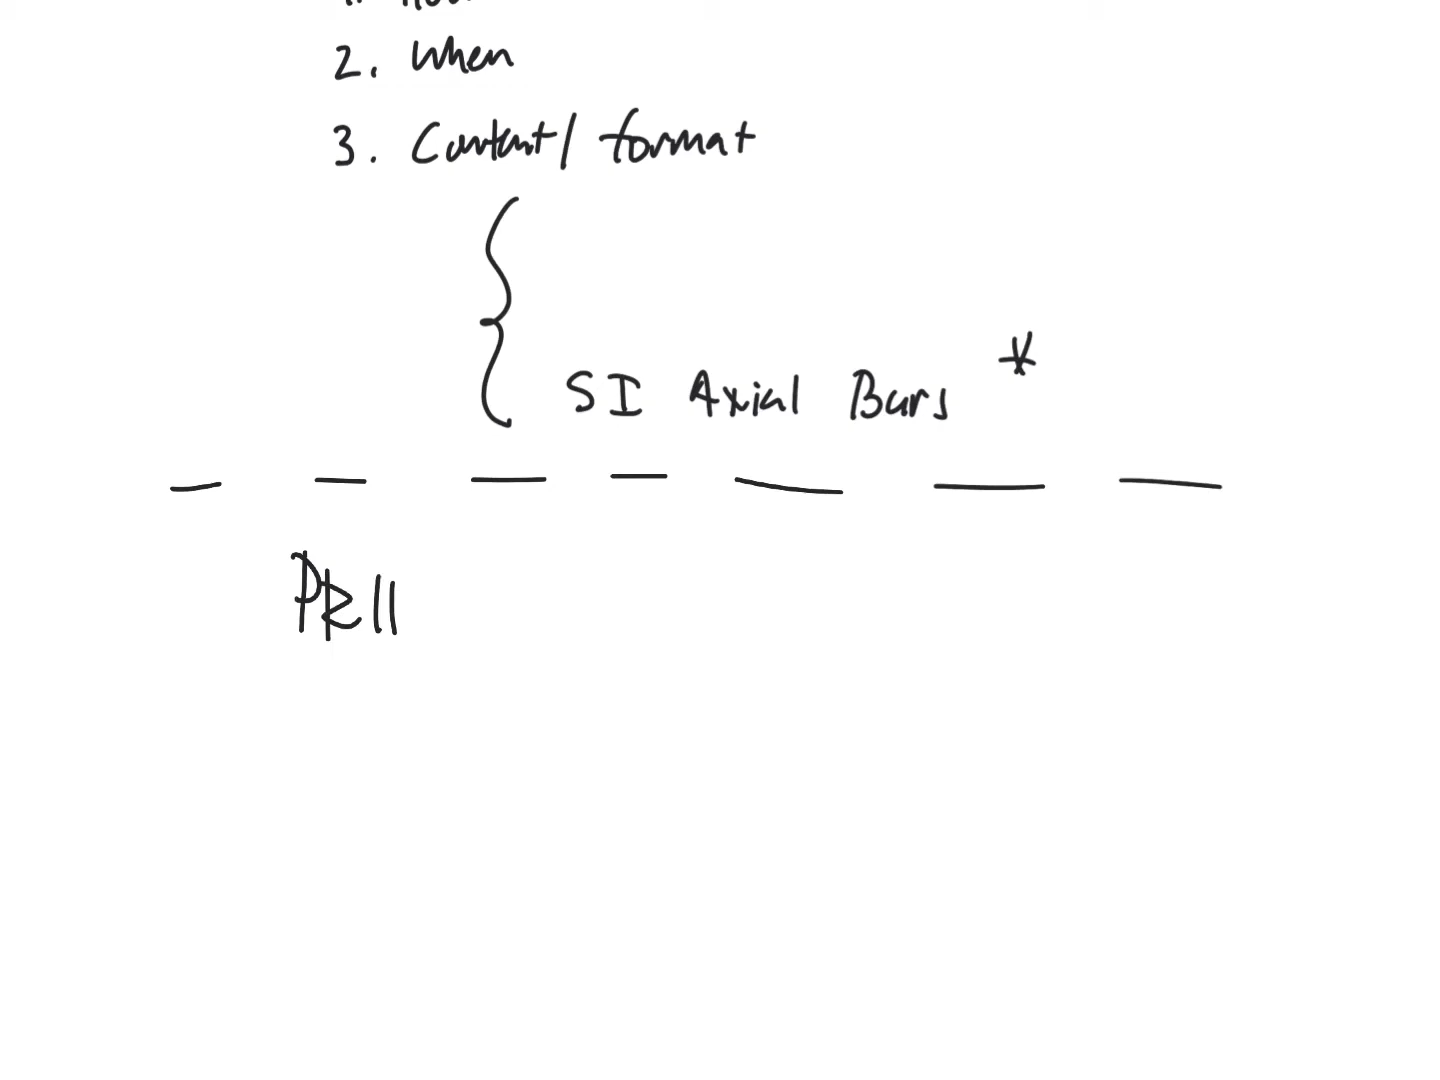 2. When
3. Content/ format
SI Axial Bars *
PR11